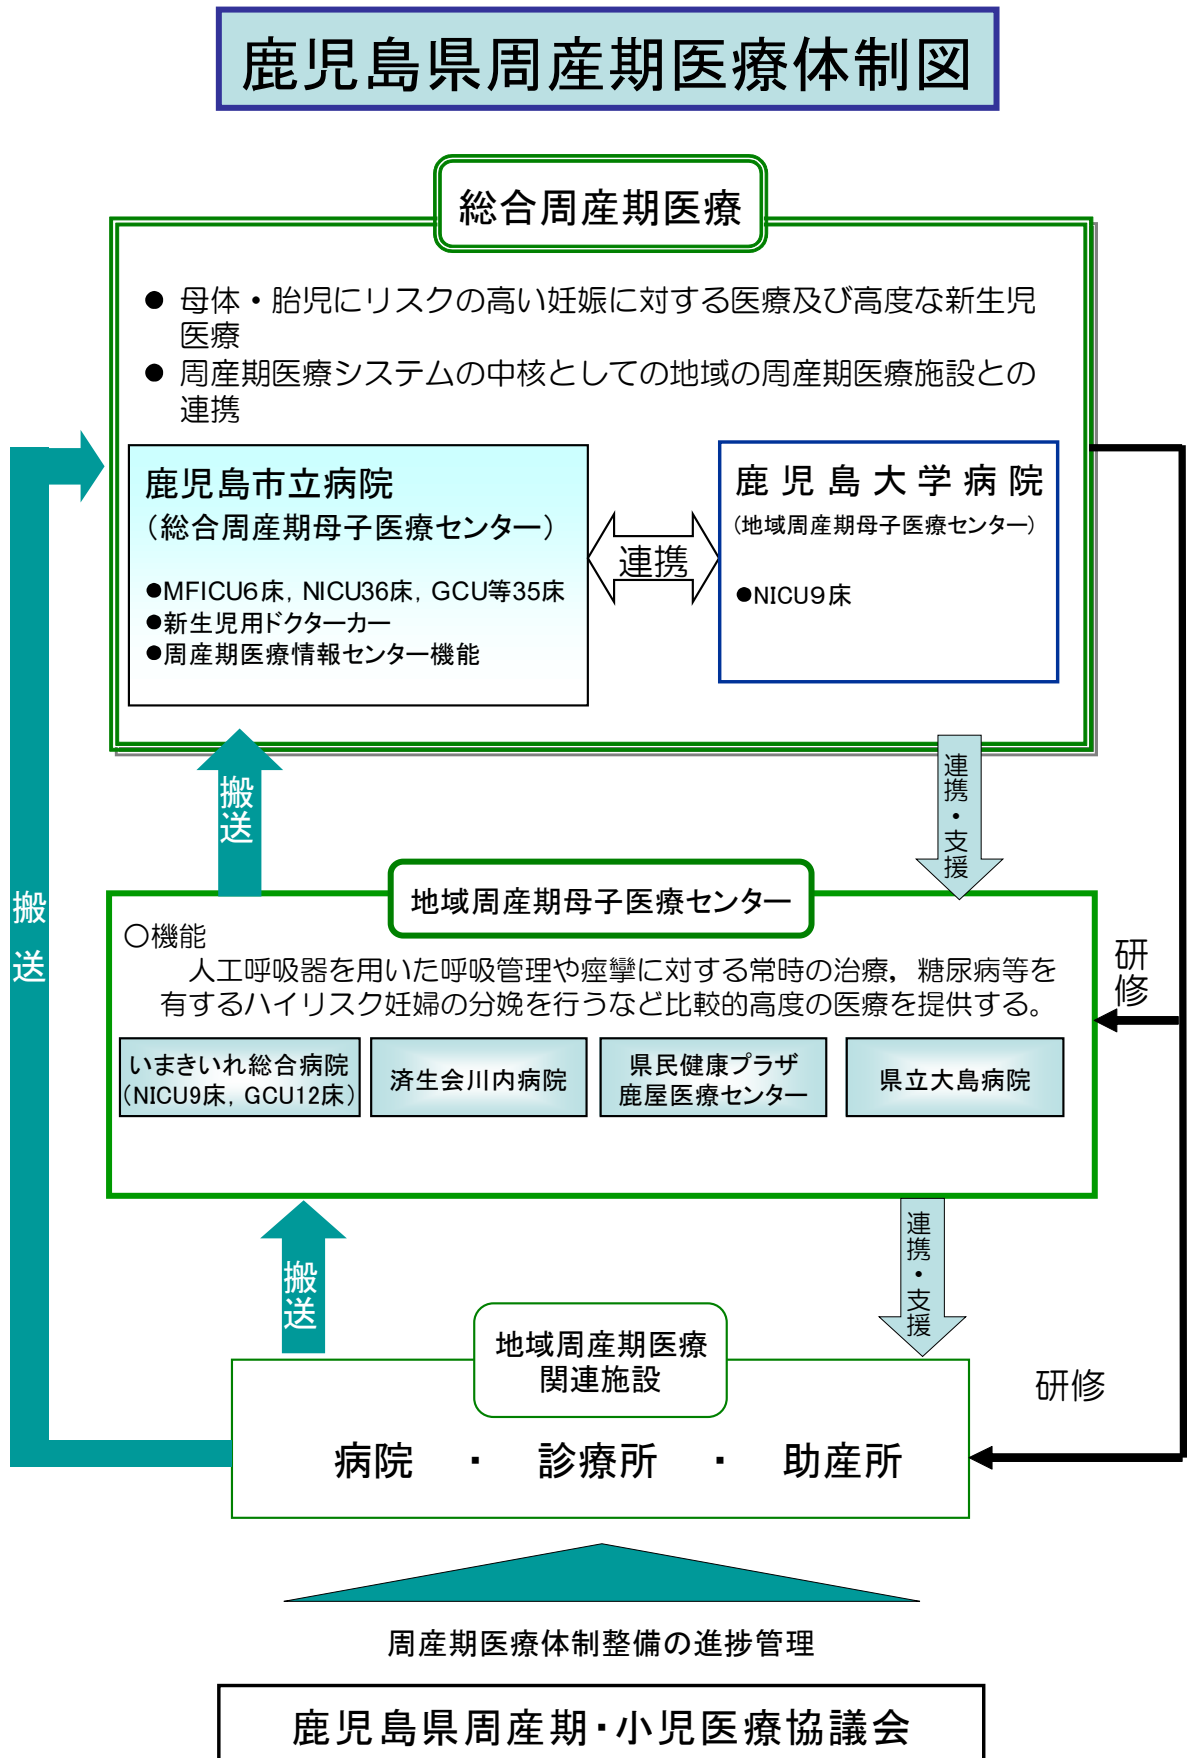 鹿児島県周産期医療体制図
総合周産期医療
● 母体・胎児にリスクの高い妊娠に対する医療及び高度な新生児
医療
● 周産期医療システムの中核としての地域の周産期医療施設との
連携
鹿児島市立病院
（総合周産期母子医療センター）
●MFICU6床，NICU36床，GCU等35床
●新生児用ドクターカー
●周産期医療情報センター機能
連携
鹿児島大学病院
(地域周産期母子医療センター）
●NICU９床
搬送
連携・支援
搬送
地域周産期母子医療センター
○機能
人工呼吸器を用いた呼吸管理や痙攣に対する常時の治療，糖尿病等を
有するハイリスク妊婦の分娩を行うなど比較的高度の医療を提供する。
研修
いまきいれ総合病院
（NICU9床，GCU12床）
済生会川内病院
県民健康プラザ
鹿屋医療センター
県立大島病院
搬送
連携・支援
地域周産期医療
関連施設
研修
病院　・　診療所　・　助産所
周産期医療体制整備の進捗管理
鹿児島県周産期・小児医療協議会